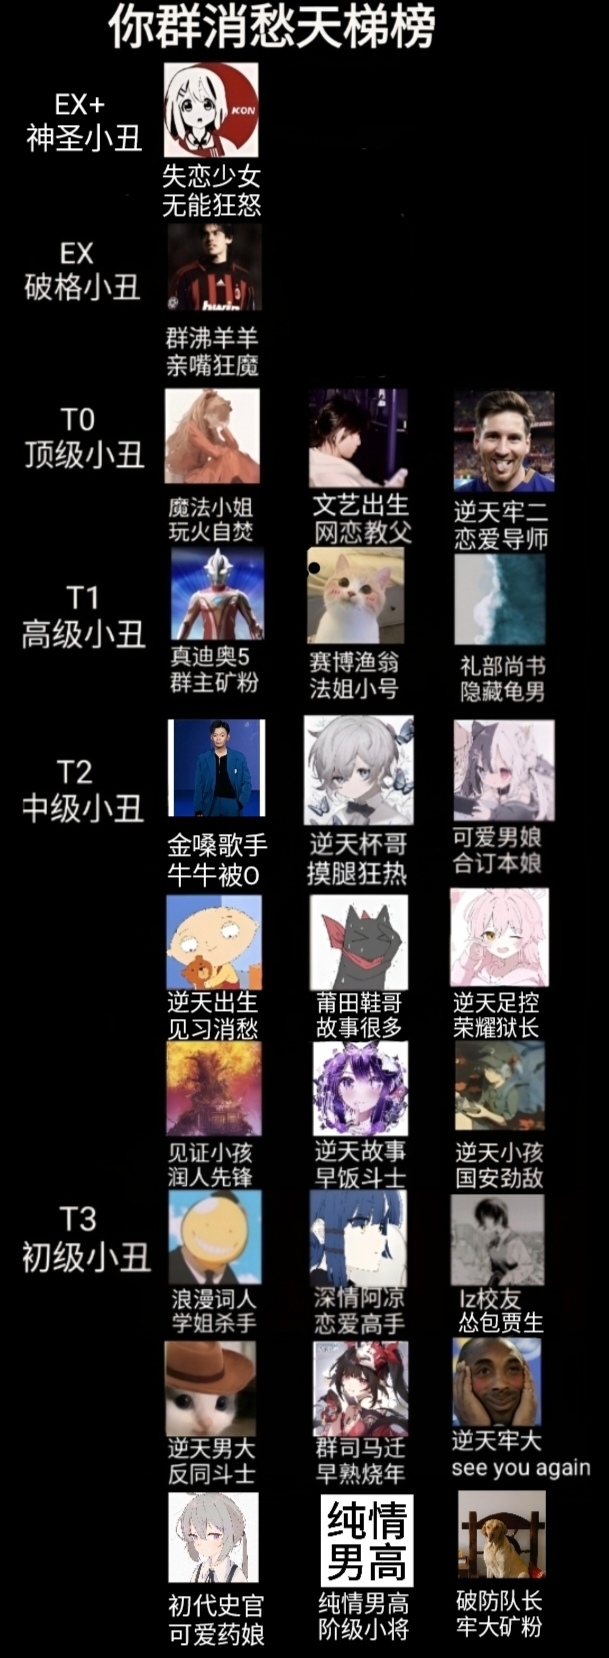 你群消愁天梯榜
EX+
神圣小丑
KON
失恋少女
无能狂怒
EX
破格小丑
bwin
群沸羊羊
亲嘴狂魔
T0
顶级小丑
魔法小姐
玩火自焚
文艺出生
网恋教父
逆天牢二
恋爱导师
T1
高级小丑
真迪奥5
群主矿粉
赛博渔翁
法姐小号
礼部尚书
隐藏龟男
T2
中级小丑
金嗓歌手
牛牛被O
逆天杯哥
摸腿狂热
可爱男娘
合订本娘
逆天出生
见习消愁
莆田鞋哥
故事很多
逆天足控
荣耀狱长
见证小孩
润人先锋
逆天故事
早饭斗士
逆天小孩
国安劲敌
T3
初级小丑
浪漫词人
学姐杀手
深情阿凉
恋爱高手
lz校友
怂包贾生
逆天男大
反同斗士
群司马迁
早熟烧年
逆天牢大
see you again
初代史官
可爱药娘
纯情
男高
纯情男高
阶级小将
破防队长
牢大矿粉